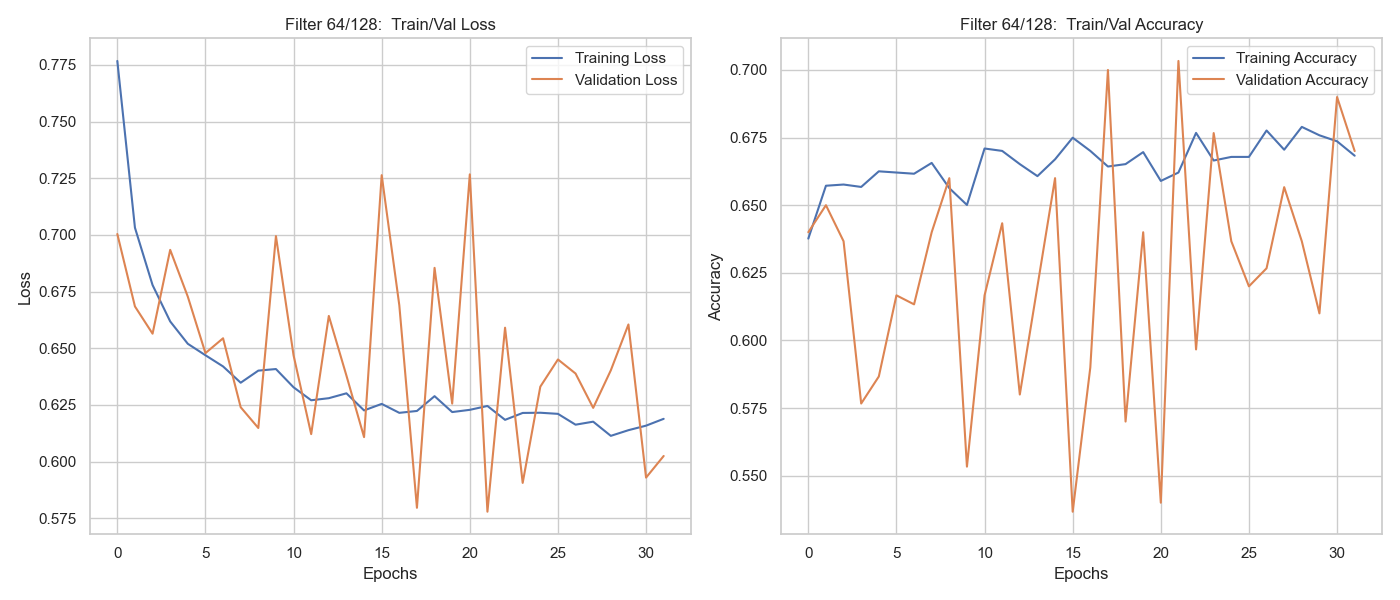 Filter 64/128:  Train/Val Loss
Training Loss
Validation Loss
0.775
0.750
0.725
0.700
0.675
0.650
0.625
0.600
0.575
Loss
0 5 10 15 20 25 30
Epochs
Filter 64/128:  Train/Val Accuracy
Training Accuracy
Validation Accuracy
0.700
0.675
0.650
0.625
0.600
0.575
0.550
Accuracy
0 5 10 15 20 25 30
Epochs